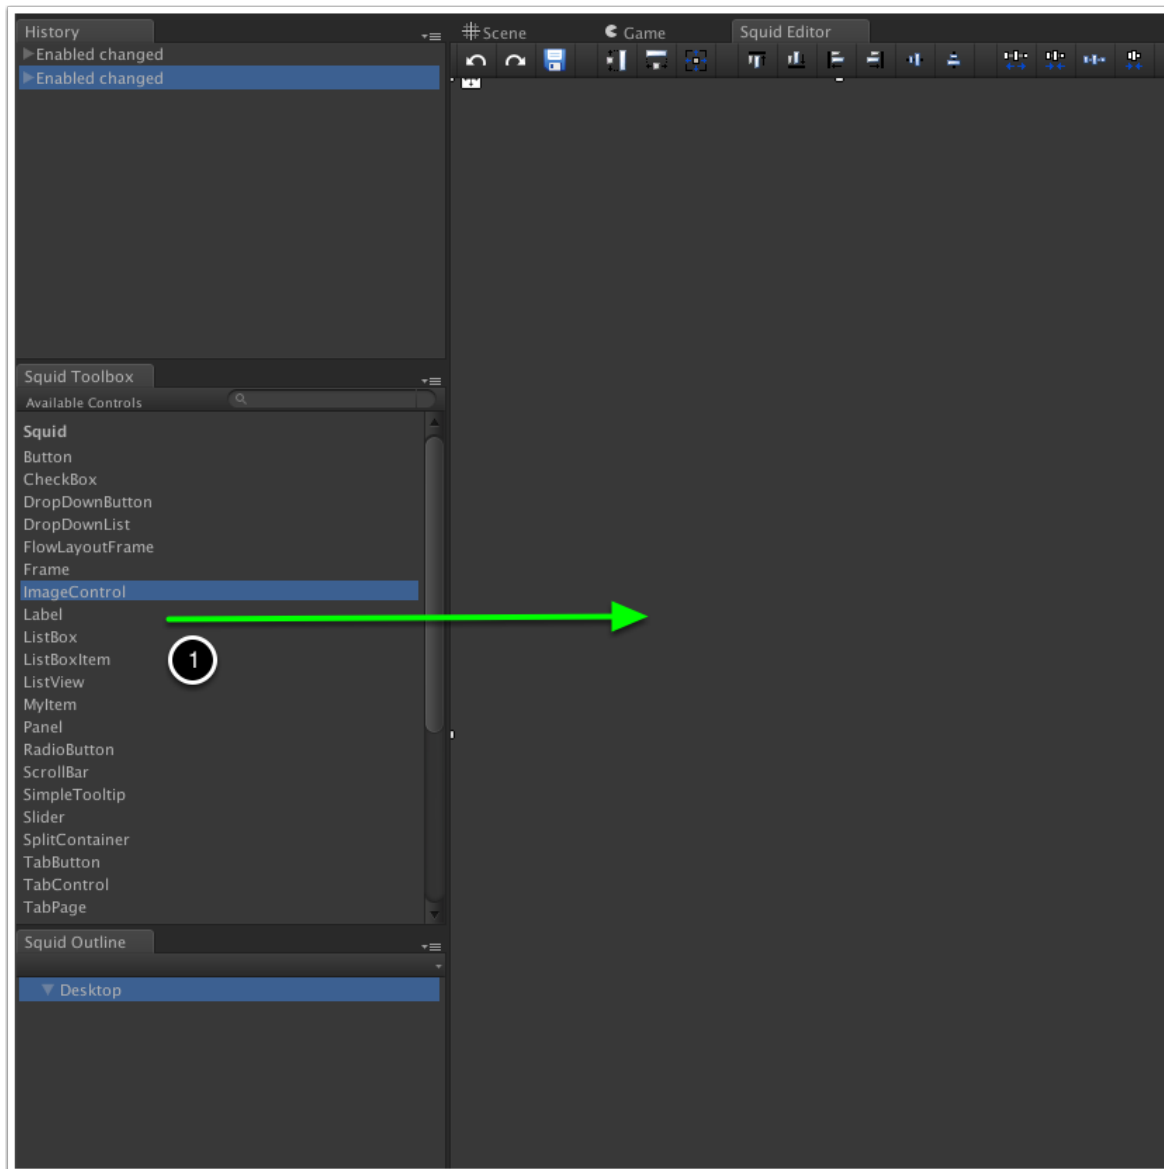 History
Enabled changed
Enabled changed
Scene
Game
Squid Editor
Squid Toolbox
Available Controls
Squid
Button
CheckBox
DropDownButton
DropDownList
FlowLayoutFrame
Frame
ImageControl
Label
ListBox
ListBoxItem
ListView
MyItem
Panel
RadioButton
ScrollBar
SimpleTooltip
Slider
SplitContainer
TabButton
TabControl
TabPage
1
Squid Outline
Desktop